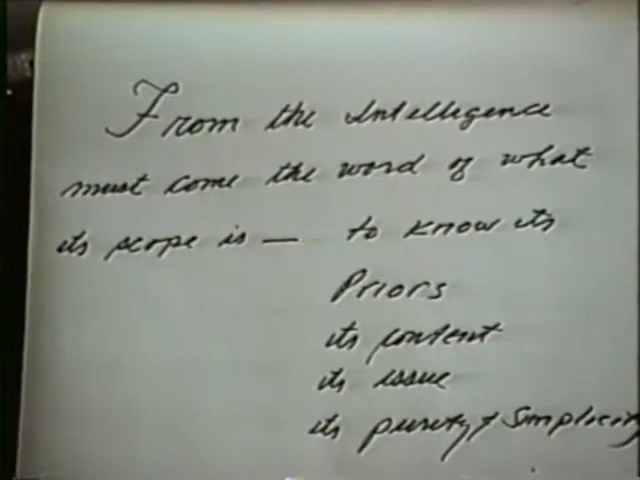 From the Intelligence
must come the word of what
its scope is — to know its
Priors
its content
its issue
its purity + Simplicity